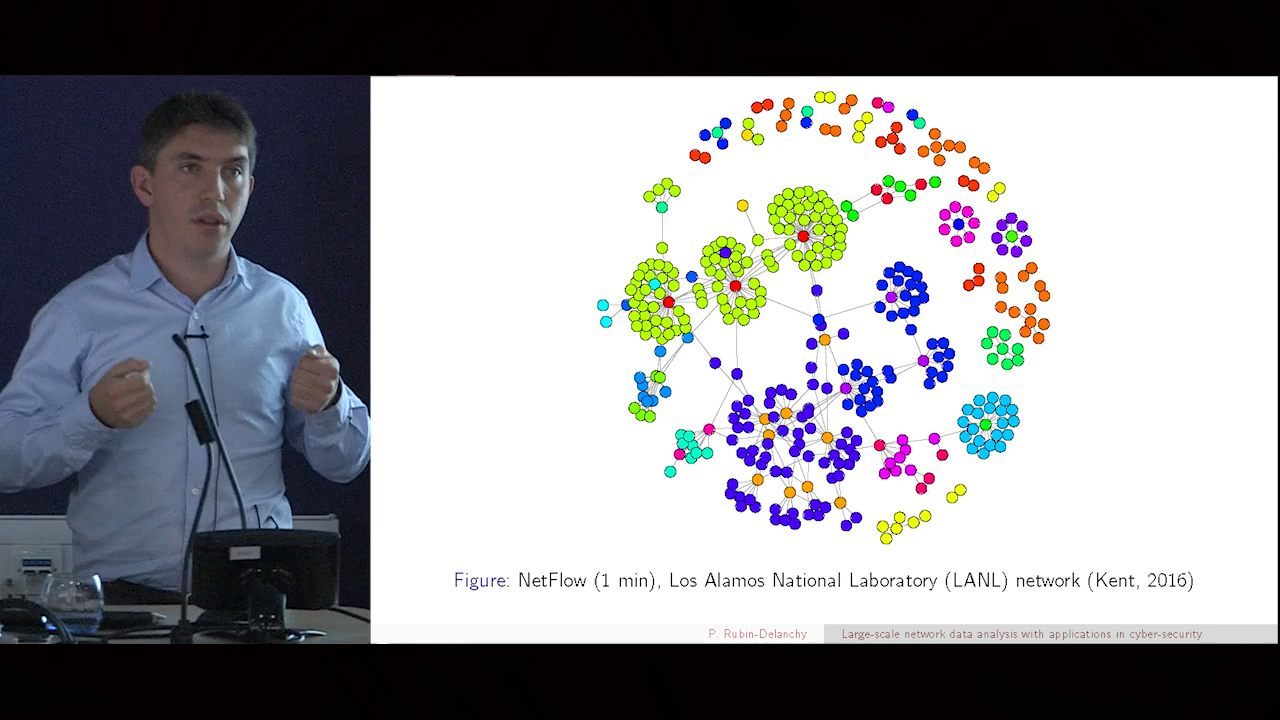 Figure: NetFlow (1 min), Los Alamos National Laboratory (LANL) network (Kent, 2016)
P. Rubin-Delanchy
Large-scale network data analysis with applications in cyber-security